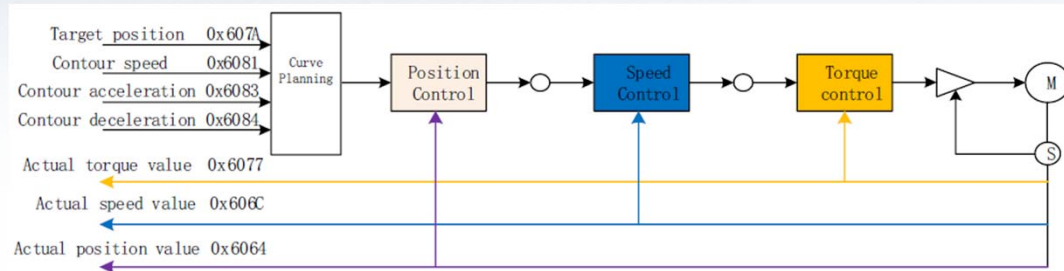 Target position 0x607A
Contour speed 0x6081
Contour acceleration 0x6083
Contour deceleration 0x6084
Curve
Planning
Position
Control
Speed
Control
Torque
control
M
S
Actual torque value 0x6077
Actual speed value 0x606C
Actual position value 0x6064